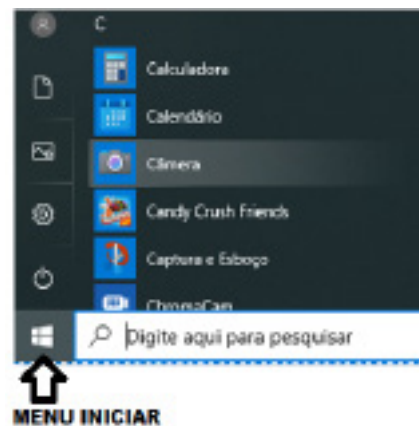 C
Calculadora
Calendário
Câmera
Candy Crush Friends
Captura e Esboço
ChromaCam
Digite aqui para pesquisar
MENU INICIAR